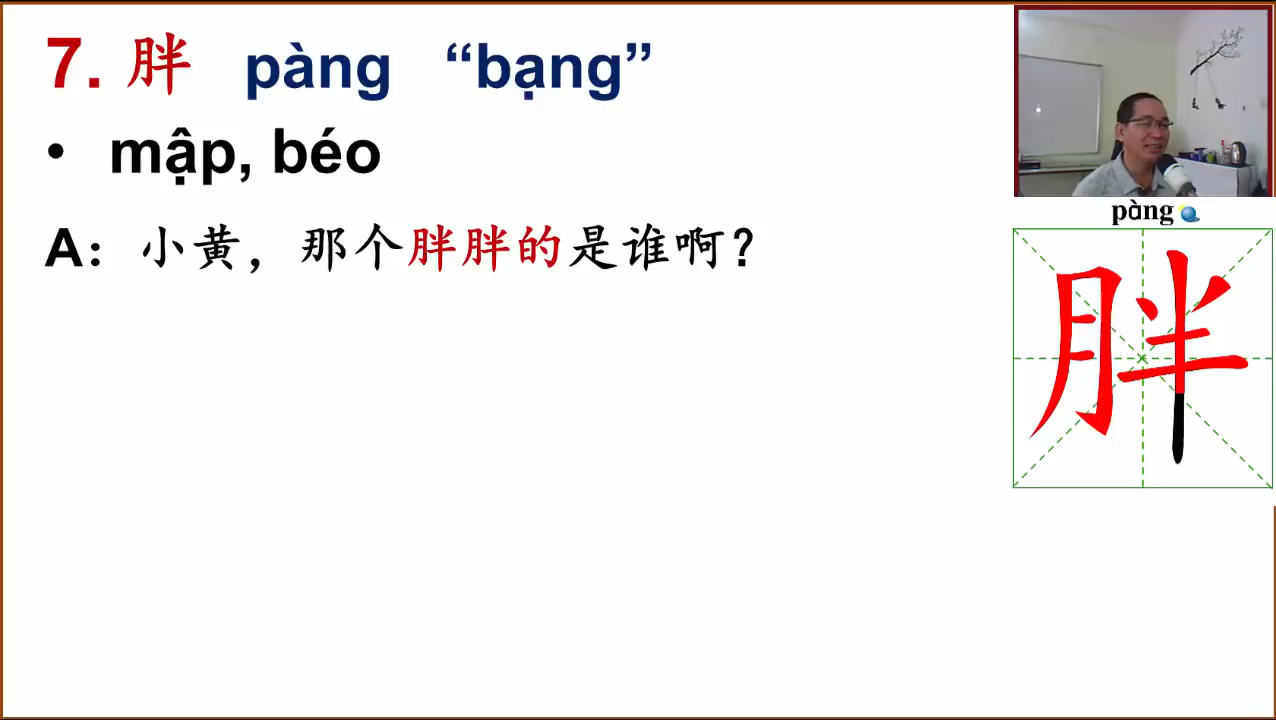 7. 胖 pàng “bạng”
• mập, béo
A：小黄，那个胖胖的是谁啊？
pàng
胖